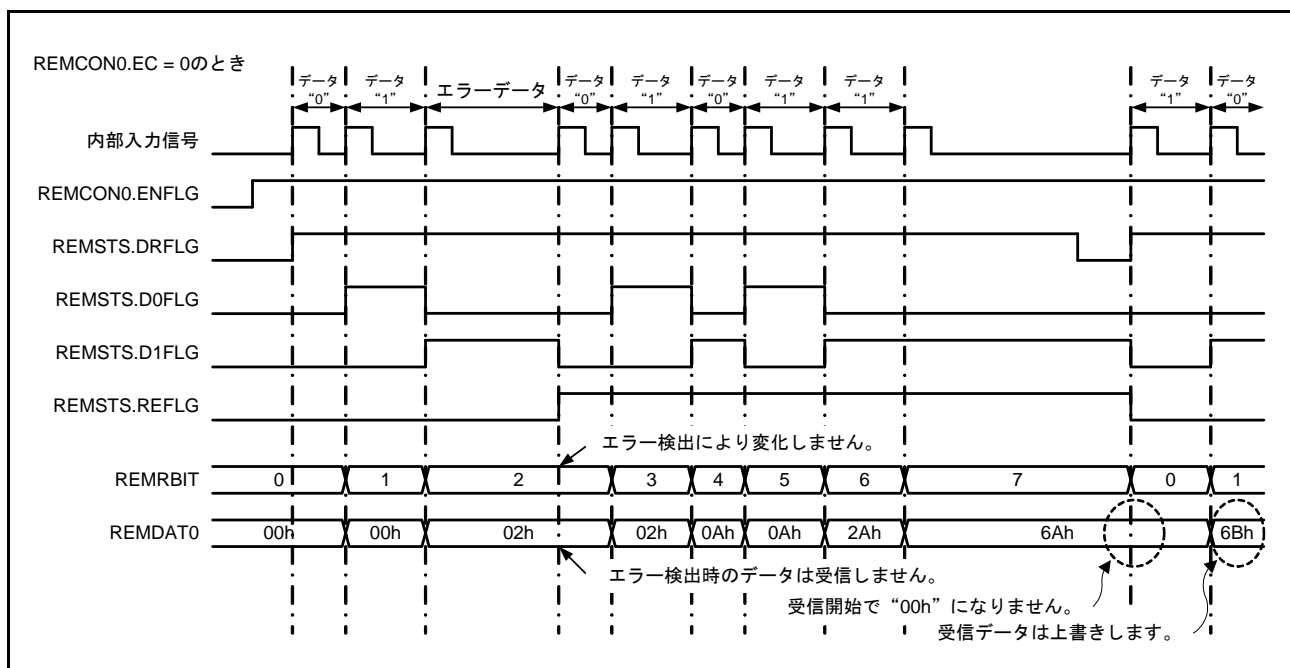 REMCON0.EC = 0のとき
データ “0”
データ “1”
エラーデータ
データ “0”
データ “1”
データ “0”
データ “1”
データ “1”
データ “1”
データ “0”
内部入力信号
REMCON0.ENFLG
REMSTS.DRFLG
REMSTS.D0FLG
REMSTS.D1FLG
REMSTS.REFLG
エラー検出により変化しません。
REMRBIT 0 1 2 3 4 5 6 7 0 1
REMDAT0 00h 00h 02h 02h 0Ah 0Ah 2Ah 6Ah 6Bh
エラー検出時のデータは受信しません。
受信開始で“00h”になりません。
受信データは上書きします。